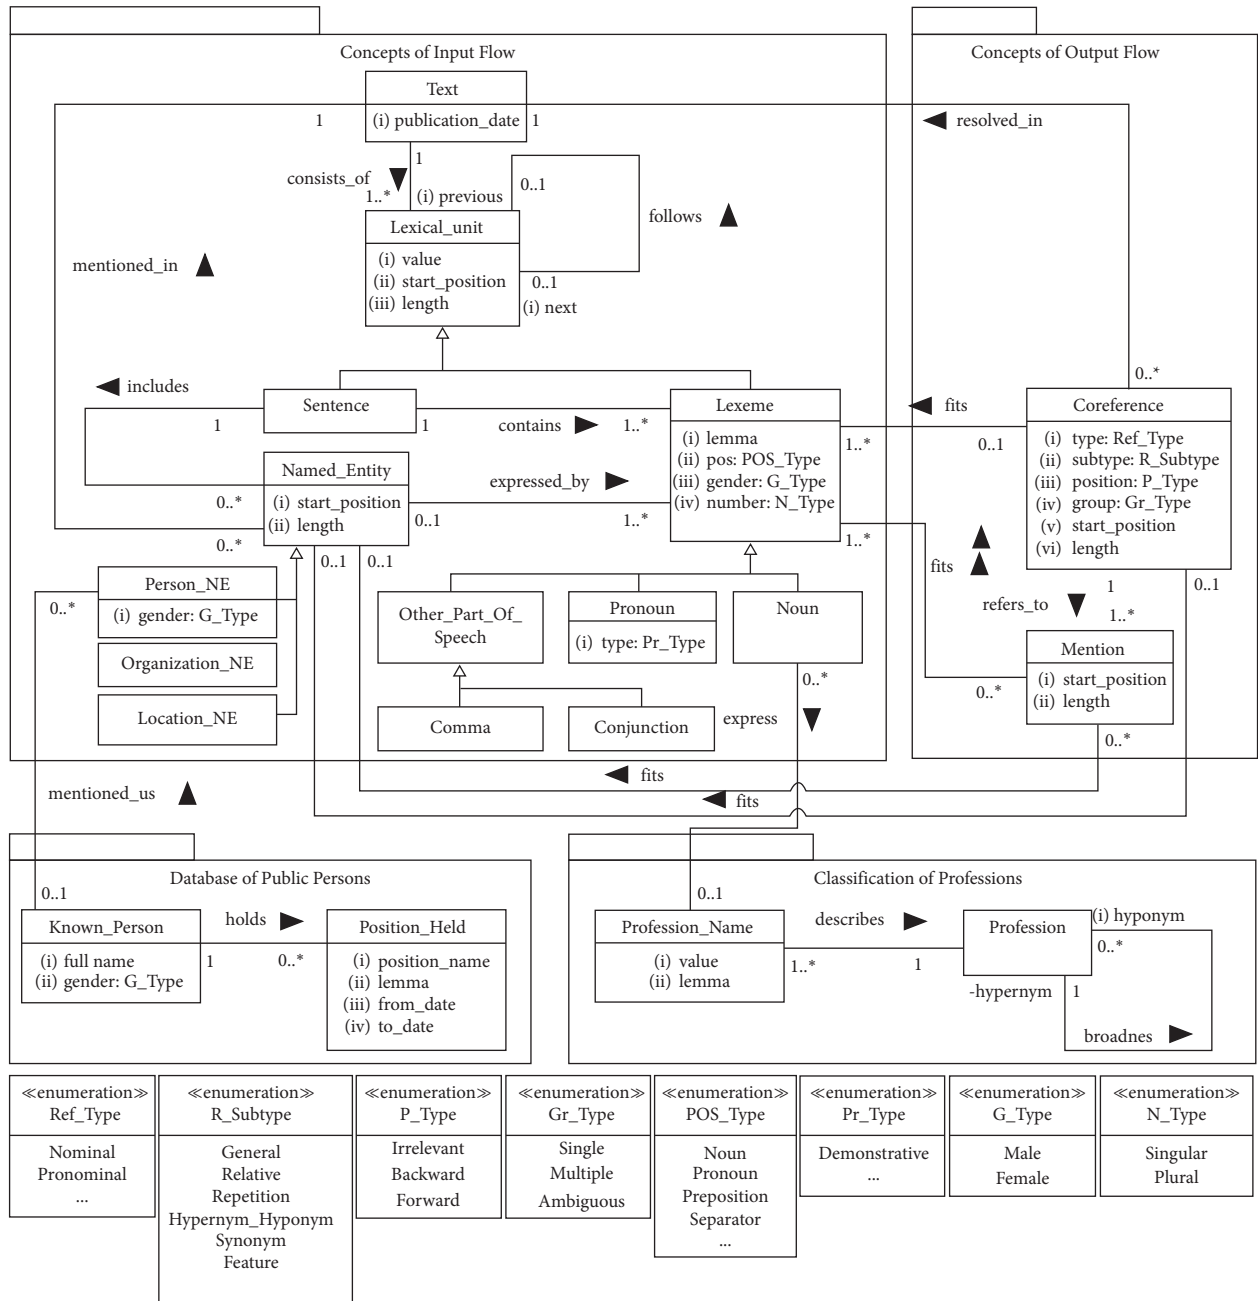 Concepts of Input Flow
Concepts of Output Flow
Text
(i) publication_date
1
1
resolved_in
1
consists_of
1..*
(i) previous
0..1
Lexical_unit
(i) value
(ii) start_position
(iii) length
follows
0..1
(i) next
mentioned_in
includes
Sentence
1
1
contains
1..*
Lexeme
(i) lemma
(ii) pos: POS_Type
(iii) gender: G_Type
(iv) number: N_Type
1..*
fits
0..1
0..*
Coreference
(i) type: Ref_Type
(ii) subtype: R_Subtype
(iii) position: P_Type
(iv) group: Gr_Type
(v) start_position
(vi) length
Named_Entity
(i) start_position
(ii) length
0..*
0..*
0..1
0..1
0..1
expressed_by
1..*
1..*
fits
1
0..1
refers_to
1..*
Mention
(i) start_position
(ii) length
0..*
0..*
Person_NE
(i) gender: G_Type
0..*
Organization_NE
Location_NE
Other_Part_Of_
Speech
Pronoun
(i) type: Pr_Type
Noun
0..*
Comma
Conjunction
express
fits
fits
mentioned_us
Database of Public Persons
0..1
Known_Person
(i) full name
(ii) gender: G_Type
holds
1
0..*
Position_Held
(i) position_name
(ii) lemma
(iii) from_date
(iv) to_date
Classification of Professions
0..1
Profession_Name
(i) value
(ii) lemma
describes
1..*
1
Profession
(i) hyponym
0..*
-hypernym
1
broadnes
≪enumeration≫
Ref_Type
Nominal
Pronominal
...
≪enumeration≫
R_Subtype
General
Relative
Repetition
Hypernym_Hyponym
Synonym
Feature
≪enumeration≫
P_Type
Irrelevant
Backward
Forward
≪enumeration≫
Gr_Type
Single
Multiple
Ambiguous
≪enumeration≫
POS_Type
Noun
Pronoun
Preposition
Separator
...
≪enumeration≫
Pr_Type
Demonstrative
...
≪enumeration≫
G_Type
Male
Female
≪enumeration≫
N_Type
Singular
Plural